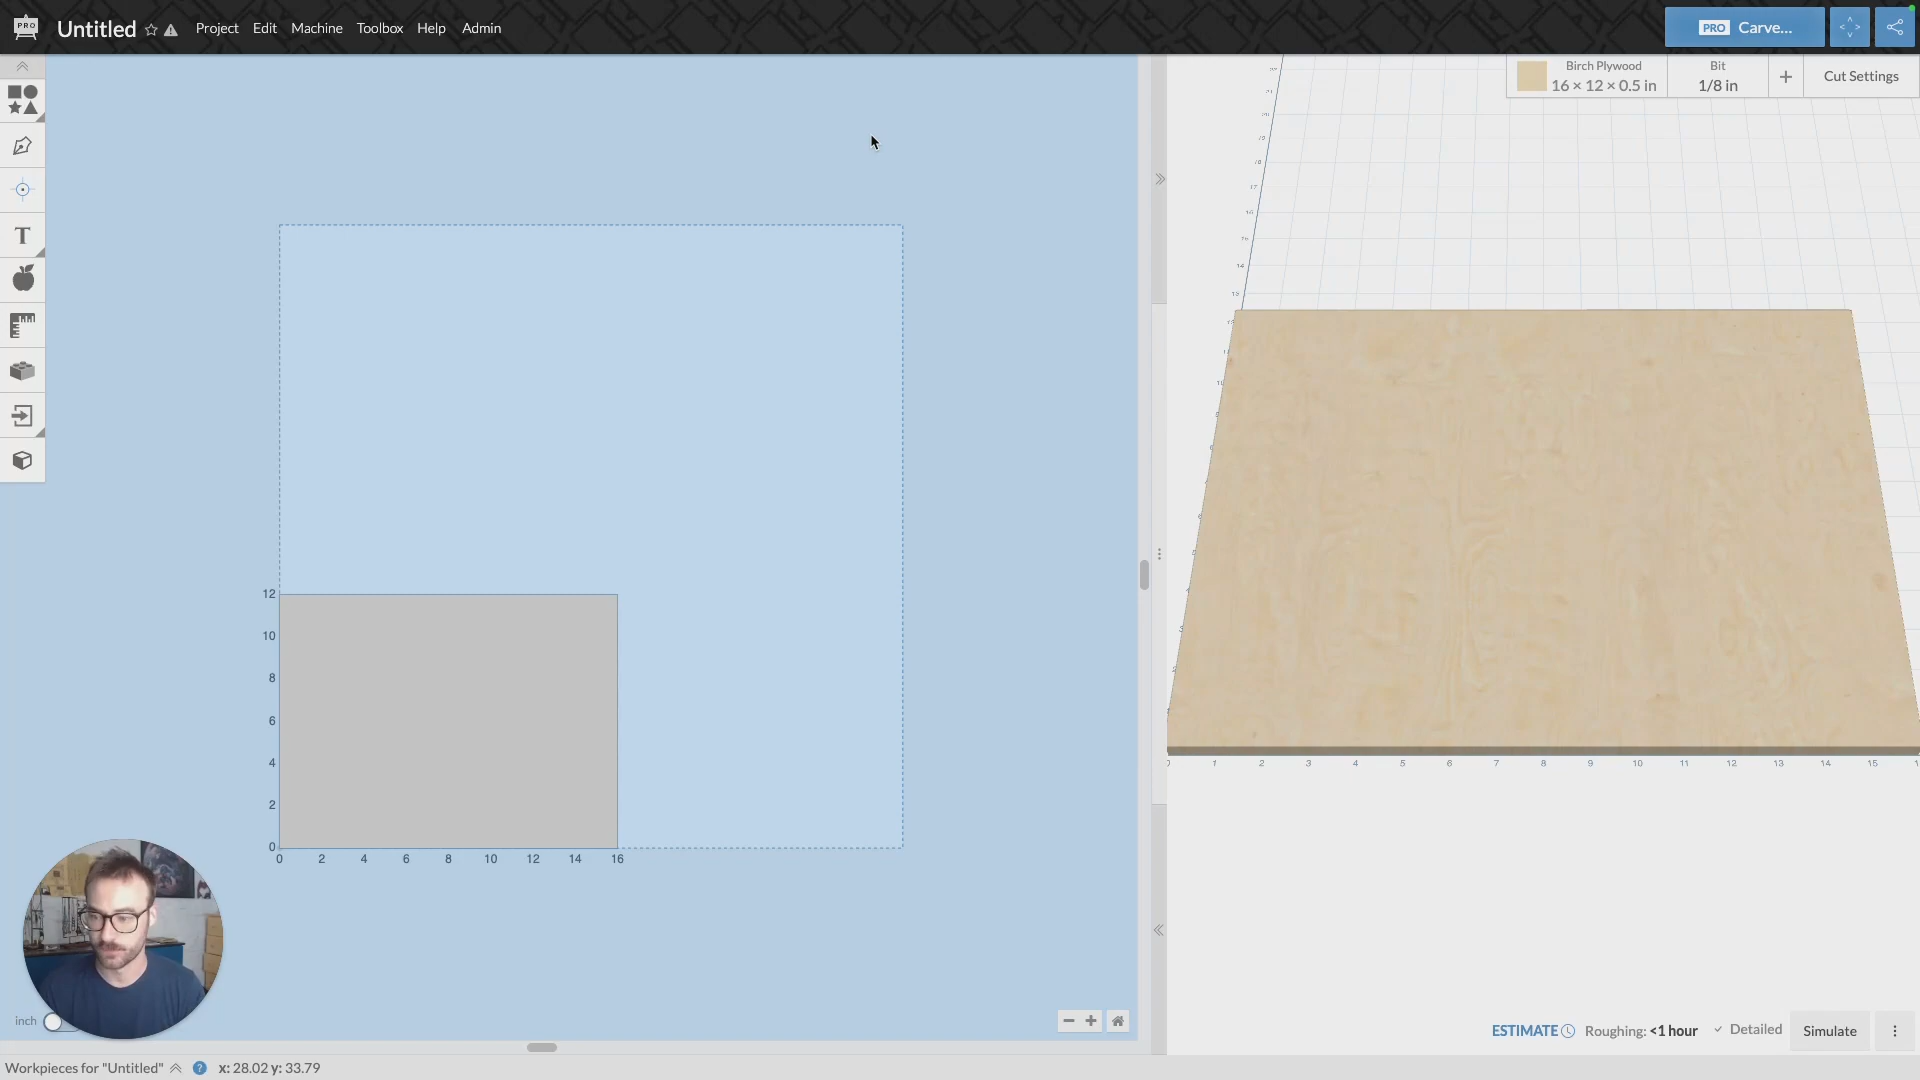 PRO
Untitled
Project Edit Machine Toolbox Help Admin
PRO Carve...
Birch Plywood
16 × 12 × 0.5 in
Bit
1/8 in
Cut Settings
T
12
10
8
6
4
2
0
0 2 4 6 8 10 12 14 16
1 2 3 4 5 6 7 8 9 10 11 12 13 14 15
inch
ESTIMATE Roughing: <1 hour Detailed Simulate
Workpieces for "Untitled" ? x: 28.02 y: 33.79